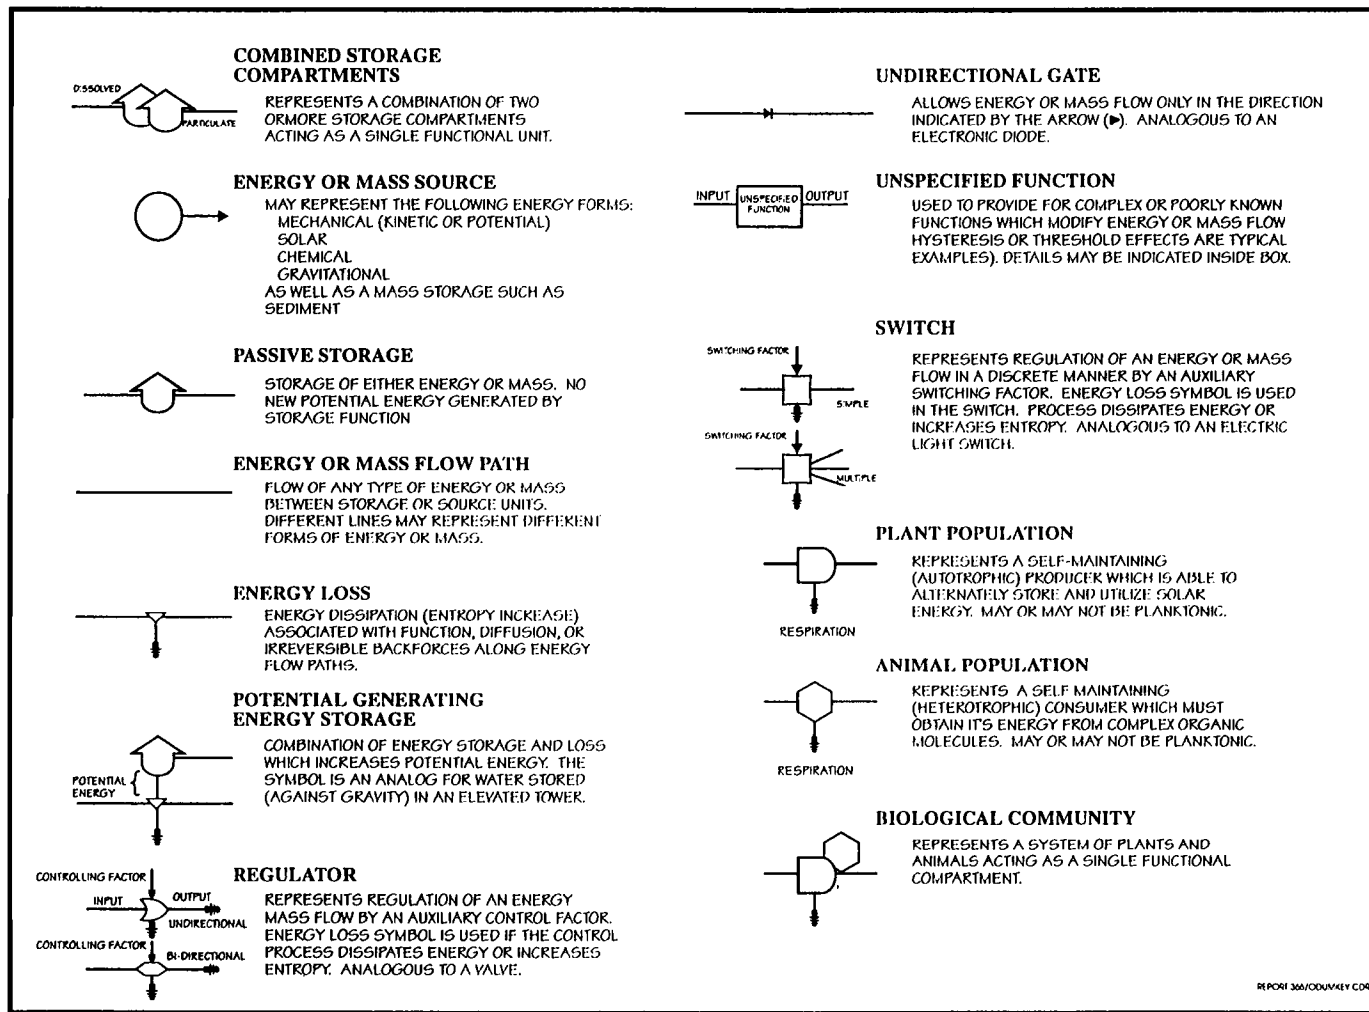 COMBINED STORAGE
COMPARTMENTS
DISSOLVED
PARTICULATE
REPRESENTS A COMBINATION OF TWO
ORMORE STORAGE COMPARTMENTS
ACTING AS A SINGLE FUNCTIONAL UNIT.
ENERGY OR MASS SOURCE
MAY REPRESENT THE FOLLOWING ENERGY FORMS:
MECHANICAL (KINETIC OR POTENTIAL)
SOLAR
CHEMICAL
GRAVITATIONAL
AS WELL AS A MASS STORAGE SUCH AS
SEDIMENT
PASSIVE STORAGE
STORAGE OF EITHER ENERGY OR MASS. NO
NEW POTENTIAL ENERGY GENERATED BY
STORAGE FUNCTION
ENERGY OR MASS FLOW PATH
FLOW OF ANY TYPE OF ENERGY OR MASS
BETWEEN STORAGE OR SOURCE UNITS.
DIFFERENT LINES MAY REPRESENT DIFFERENT
FORMS OF ENERGY OR MASS.
ENERGY LOSS
ENERGY DISSIPATION (ENTROPY INCREASE)
ASSOCIATED WITH FUNCTION, DIFFUSION, OR
IRREVERSIBLE BACKFORCES ALONG ENERGY
FLOW PATHS.
POTENTIAL GENERATING
ENERGY STORAGE
POTENTIAL
ENERGY
COMBINATION OF ENERGY STORAGE AND LOSS
WHICH INCREASES POTENTIAL ENERGY. THE
SYMBOL IS AN ANALOG FOR WATER STORED
(AGAINST GRAVITY) IN AN ELEVATED TOWER.
REGULATOR
CONTROLLING FACTOR
INPUT
OUTPUT
UNDIRECTIONAL
CONTROLLING FACTOR
BI-DIRECTIONAL
REPRESENTS REGULATION OF AN ENERGY
MASS FLOW BY AN AUXILIARY CONTROL FACTOR.
ENERGY LOSS SYMBOL IS USED IF THE CONTROL
PROCESS DISSIPATES ENERGY OR INCREASES
ENTROPY. ANALOGOUS TO A VALVE.
UNDIRECTIONAL GATE
ALLOWS ENERGY OR MASS FLOW ONLY IN THE DIRECTION
INDICATED BY THE ARROW (▶). ANALOGOUS TO AN
ELECTRONIC DIODE.
UNSPECIFIED FUNCTION
INPUT
UNSPECIFIED
FUNCTION
OUTPUT
USED TO PROVIDE FOR COMPLEX OR POORLY KNOWN
FUNCTIONS WHICH MODIFY ENERGY OR MASS FLOW
HYSTERESIS OR THRESHOLD EFFECTS ARE TYPICAL
EXAMPLES). DETAILS MAY BE INDICATED INSIDE BOX.
SWITCH
SWITCHING FACTOR
SIMPLE
SWITCHING FACTOR
MULTIPLE
REPRESENTS REGULATION OF AN ENERGY OR MASS
FLOW IN A DISCRETE MANNER BY AN AUXILIARY
SWITCHING FACTOR. ENERGY LOSS SYMBOL IS USED
IN THE SWITCH. PROCESS DISSIPATES ENERGY OR
INCREASES ENTROPY. ANALOGOUS TO AN ELECTRIC
LIGHT SWITCH.
PLANT POPULATION
RESPIRATION
REPRESENTS A SELF-MAINTAINING
(AUTOTROPHIC) PRODUCER WHICH IS ABLE TO
ALTERNATELY STORE AND UTILIZE SOLAR
ENERGY. MAY OR MAY NOT BE PLANKTONIC.
ANIMAL POPULATION
RESPIRATION
REPRESENTS A SELF MAINTAINING
(HETEROTROPHIC) CONSUMER WHICH MUST
OBTAIN ITS ENERGY FROM COMPLEX ORGANIC
MOLECULES. MAY OR MAY NOT BE PLANKTONIC.
BIOLOGICAL COMMUNITY
REPRESENTS A SYSTEM OF PLANTS AND
ANIMALS ACTING AS A SINGLE FUNCTIONAL
COMPARTMENT.
REPORT 366/ODUMKEY COR